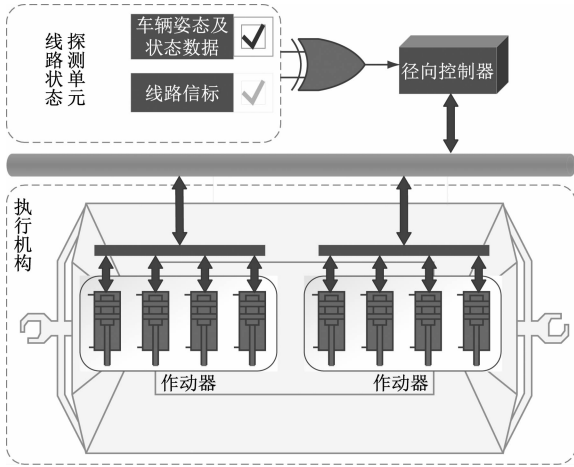 车辆姿态及
状态数据
线路信标
探测单元
线路状态
径向控制器
执行机构
作动器
作动器